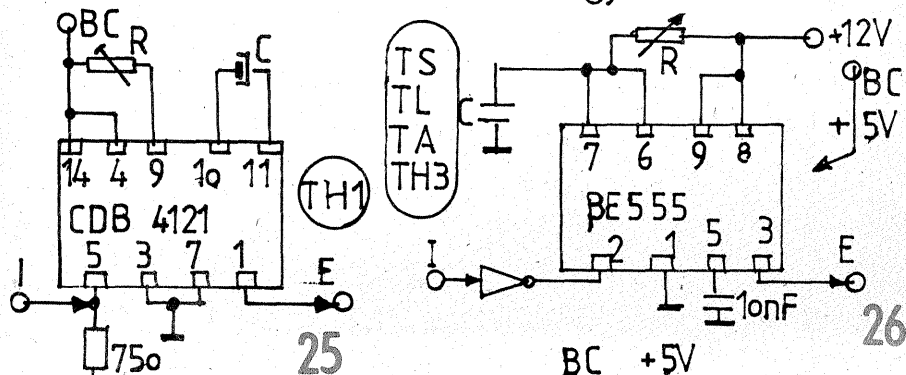 BC
R
C
14 4 9 10 11
CDB 4121
5 3 7 1
I
E
750
TH1
25
TS
TL
TA
TH3
C
R
+12V
BC
+5V
7 6 9 8
βE555
2 1 5 3
I
E
10nF
BC +5V
26